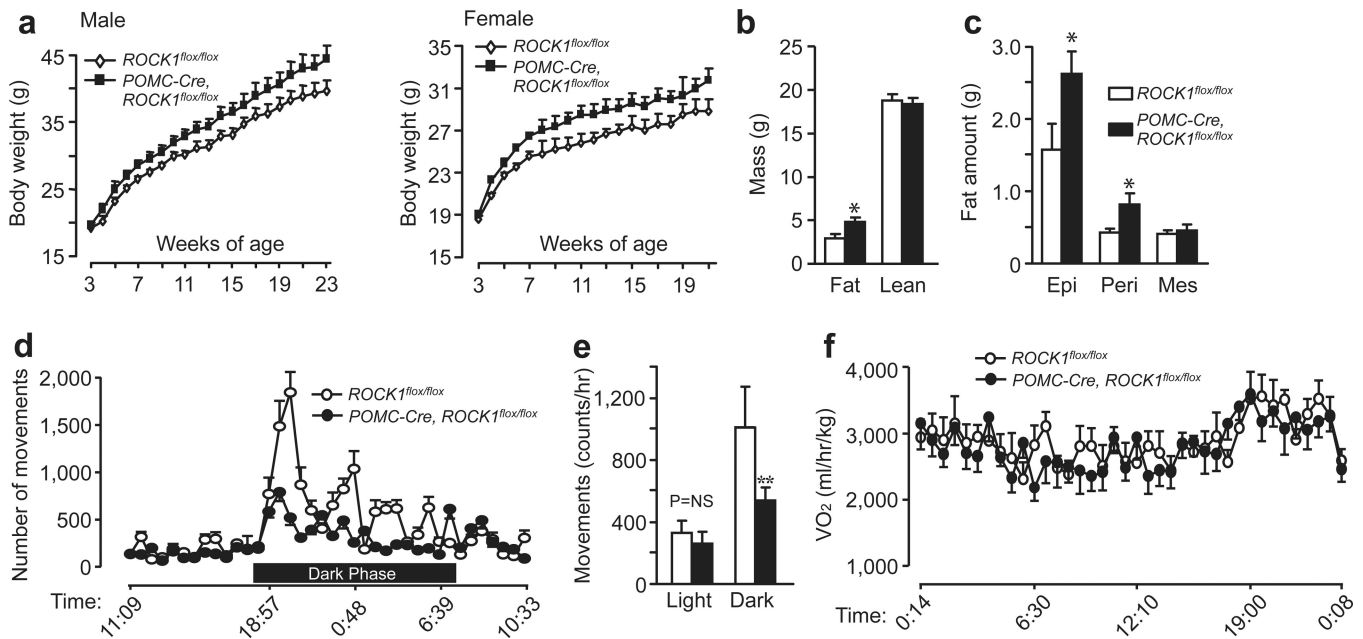 a
Male
Body weight (g)
45
35
25
15
ROCK1flox/flox
POMC-Cre,
ROCK1flox/flox
Weeks of age
3 7 11 15 19 23
Female
Body weight (g)
35
31
27
23
19
15
ROCK1flox/flox
POMC-Cre,
ROCK1flox/flox
Weeks of age
3 7 11 15 19
b
Mass (g)
25
20
15
10
5
0
*
Fat Lean
c
Fat amount (g)
3.0
2.0
1.0
0
*
*
ROCK1flox/flox
POMC-Cre,
ROCK1flox/flox
Epi Peri Mes
d
Number of movements
2,000
1,500
1,000
500
0
ROCK1flox/flox
POMC-Cre, ROCK1flox/flox
Dark Phase
Time: 11:09 18:57 0:48 6:39 10:33
e
Movements (counts/hr)
1,200
800
400
0
P=NS
**
Light Dark
f
VO2 (ml/hr/kg)
4,000
3,000
2,000
1,000
ROCK1flox/flox
POMC-Cre, ROCK1flox/flox
Time: 0:14 6:30 12:10 19:00 0:08